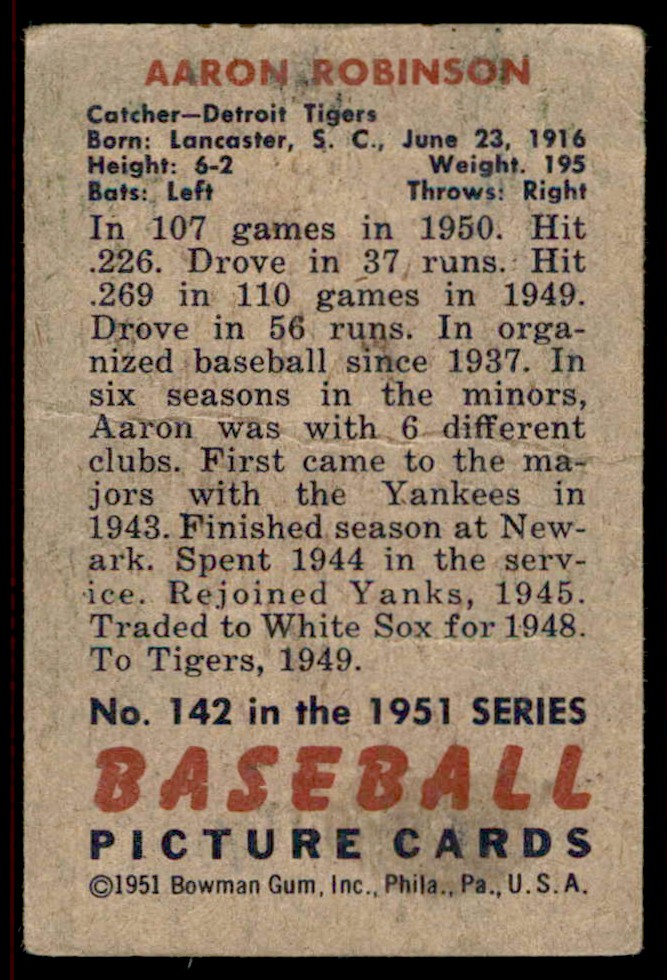 AARON ROBINSON
Catcher—Detroit Tigers
Born: Lancaster, S. C., June 23, 1916
Height: 6-2 Weight. 195
Bats: Left Throws: Right
In 107 games in 1950. Hit
.226. Drove in 37 runs. Hit
.269 in 110 games in 1949.
Drove in 56 runs. In orga-
nized baseball since 1937. In
six seasons in the minors,
Aaron was with 6 different
clubs. First came to the ma-
jors with the Yankees in
1943. Finished season at New-
ark. Spent 1944 in the serv-
ice. Rejoined Yanks, 1945.
Traded to White Sox for 1948.
To Tigers, 1949.
No. 142 in the 1951 SERIES
BASEBALL
PICTURE CARDS
©1951 Bowman Gum, Inc., Phila., Pa., U.S.A.